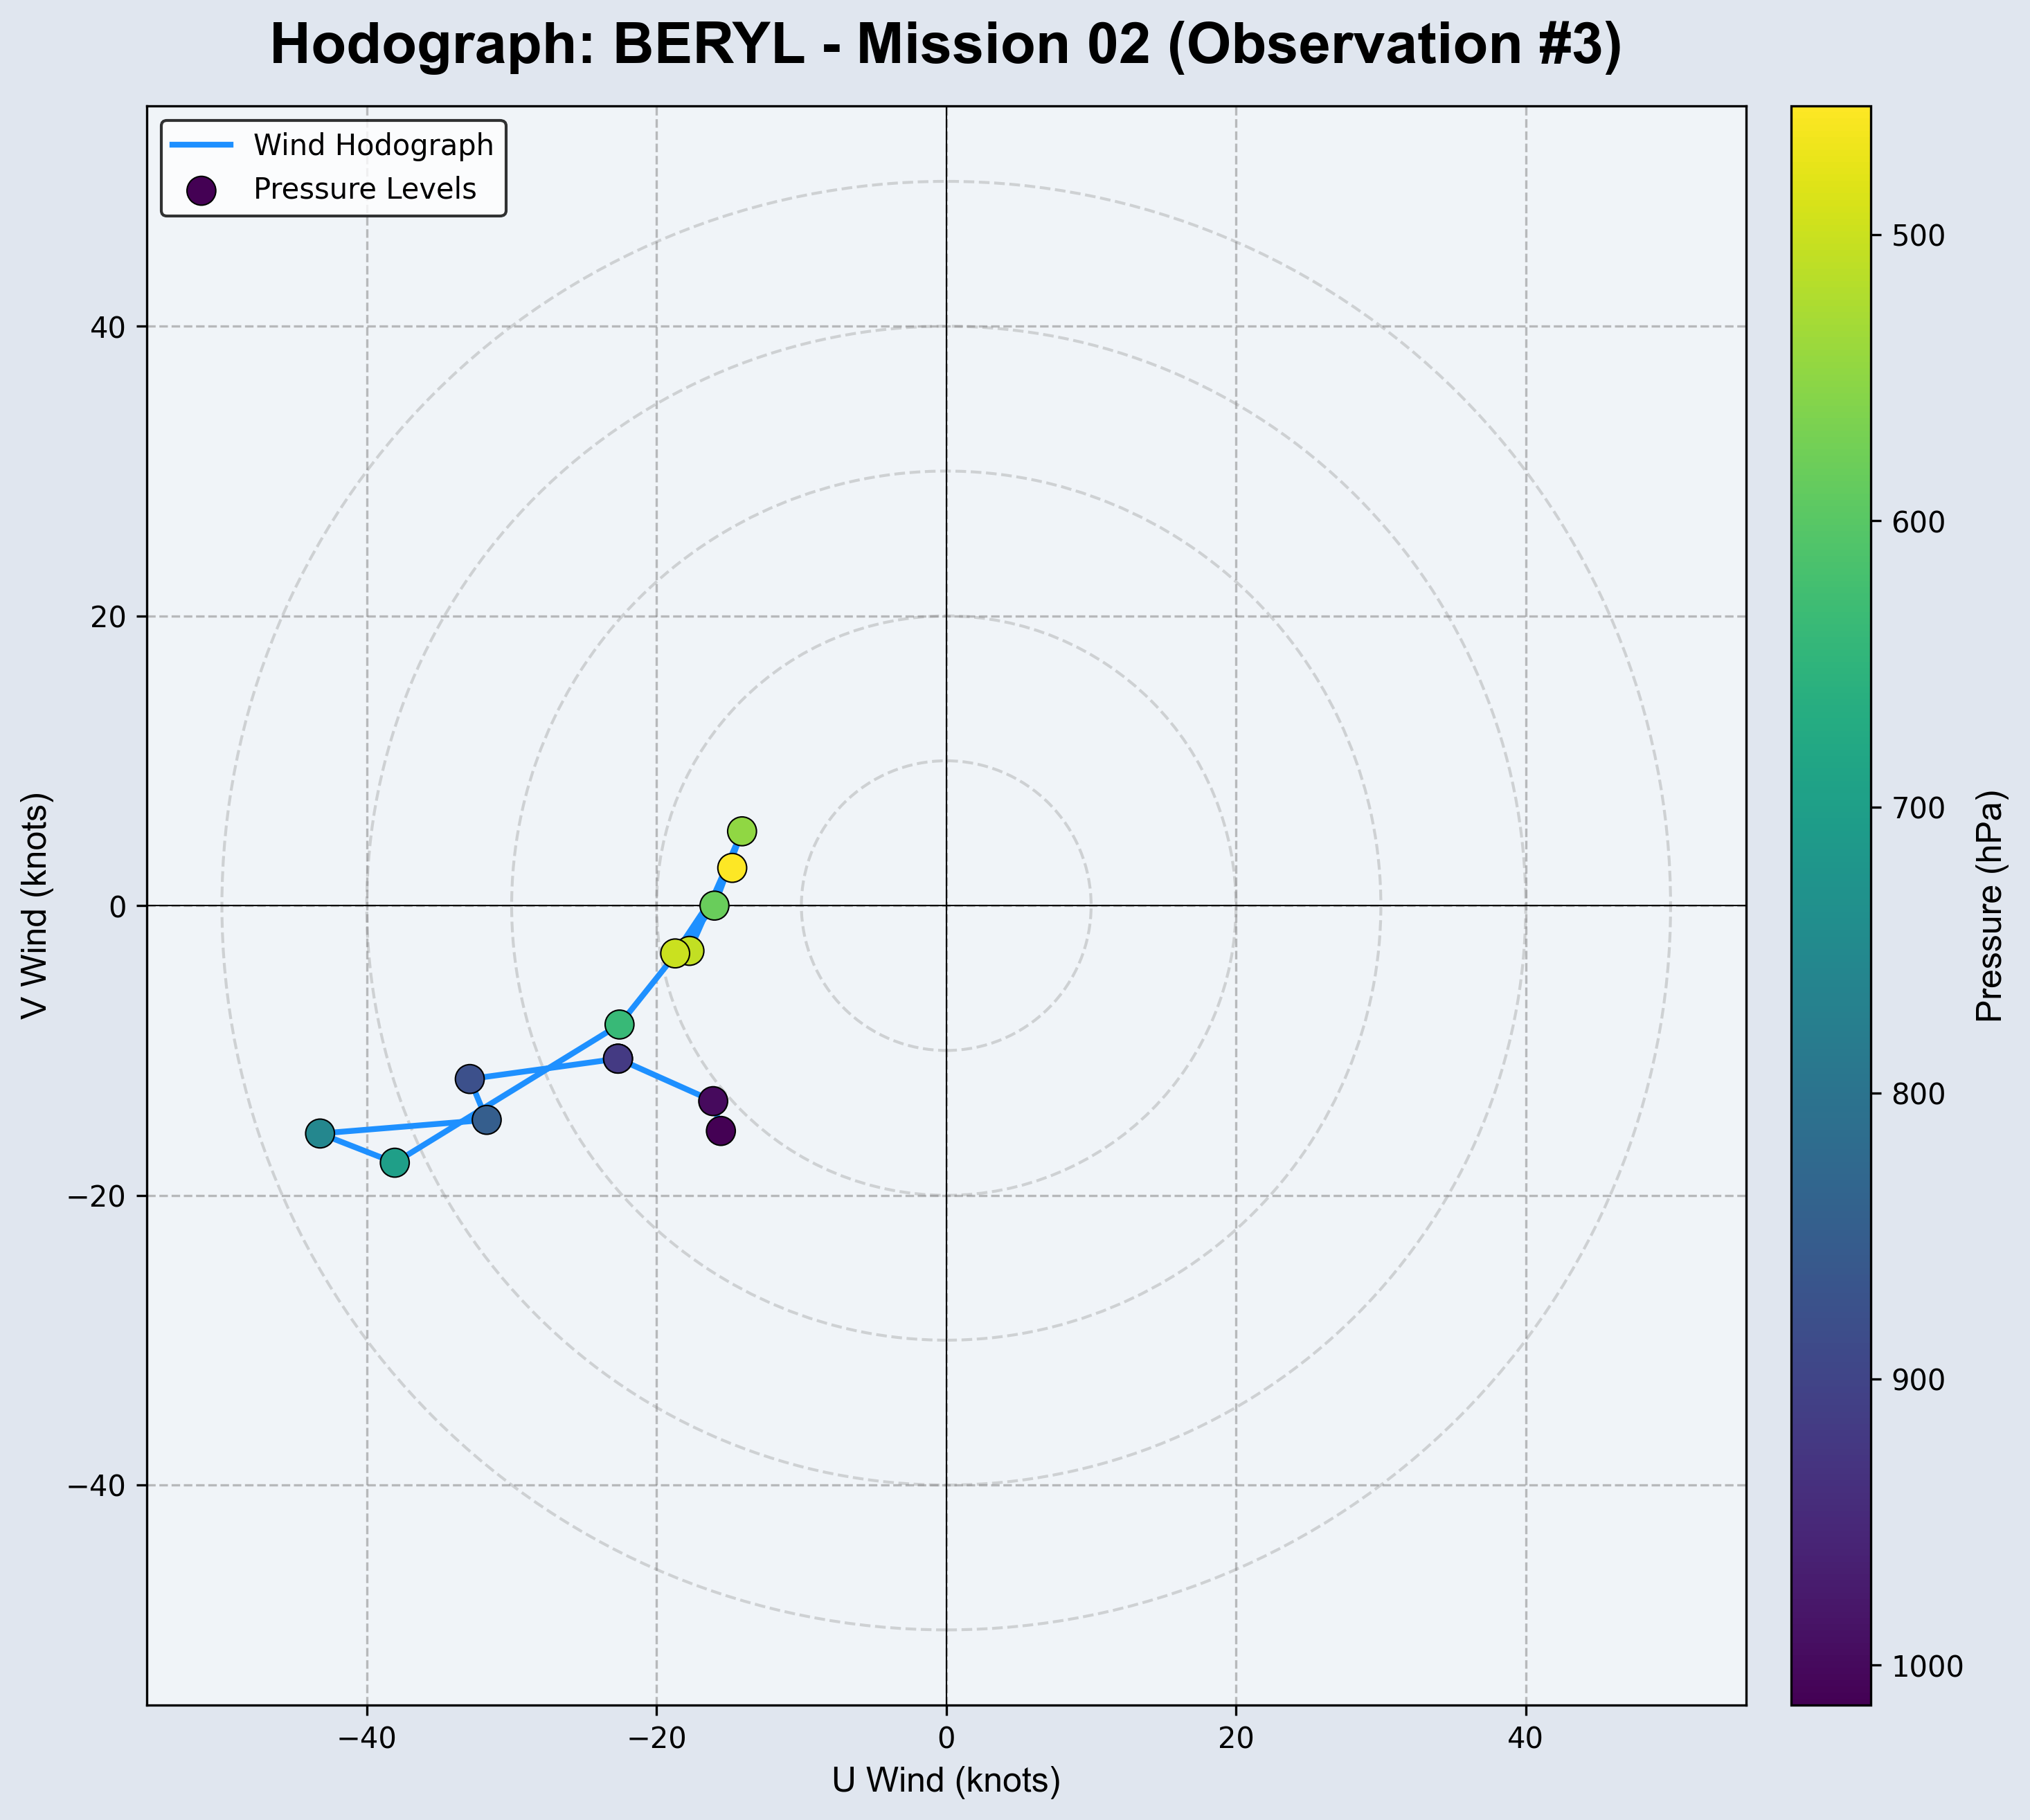 Hodograph: BERYL - Mission 02 (Observation #3)
Wind Hodograph
Pressure Levels
40
20
0
−20
−40
V Wind (knots)
−40
−20
0
20
40
U Wind (knots)
500
600
700
800
900
1000
Pressure (hPa)